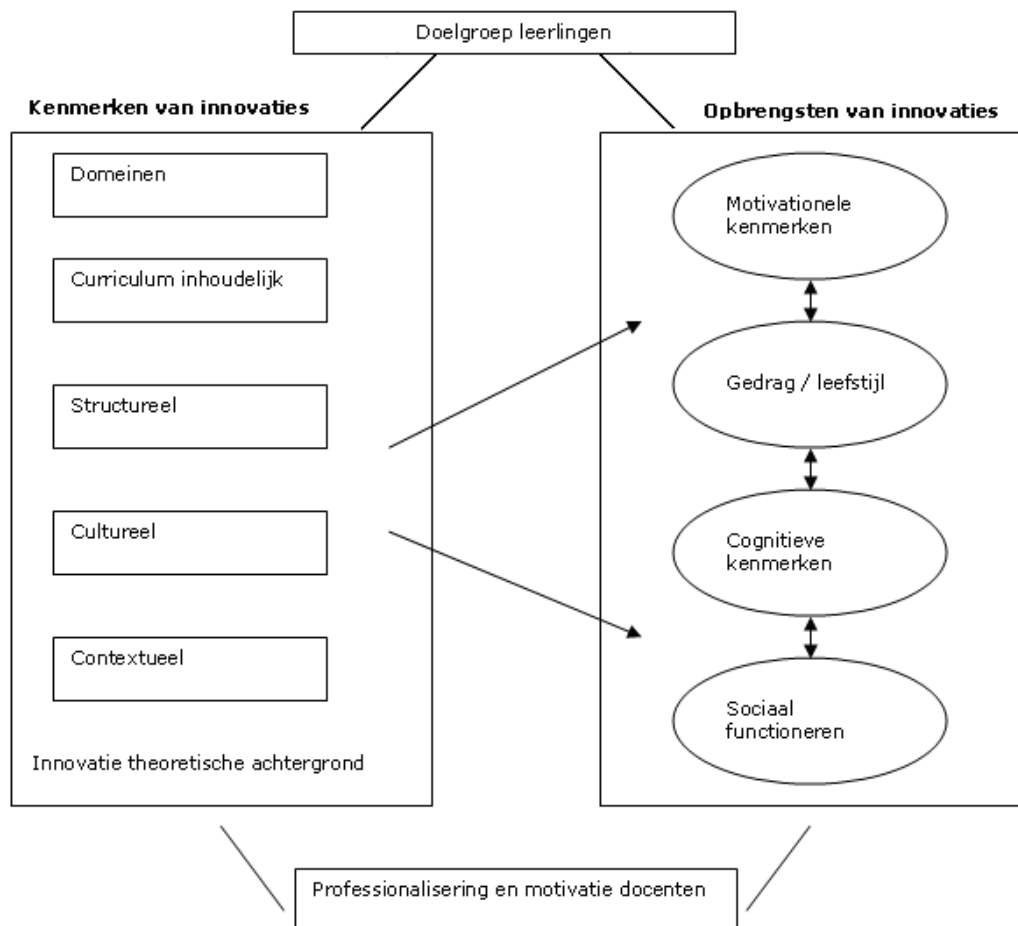 Doelgroep leerlingen
Kenmerken van innovaties
Domeinen
Curriculum inhoudelijk
Structureel
Cultureel
Contextueel
Innovatie theoretische achtergrond
Opbrengsten van innovaties
Motivationele
kenmerken
Gedrag / leefstijl
Cognitieve
kenmerken
Sociaal
functioneren
Professionalisering en motivatie docenten